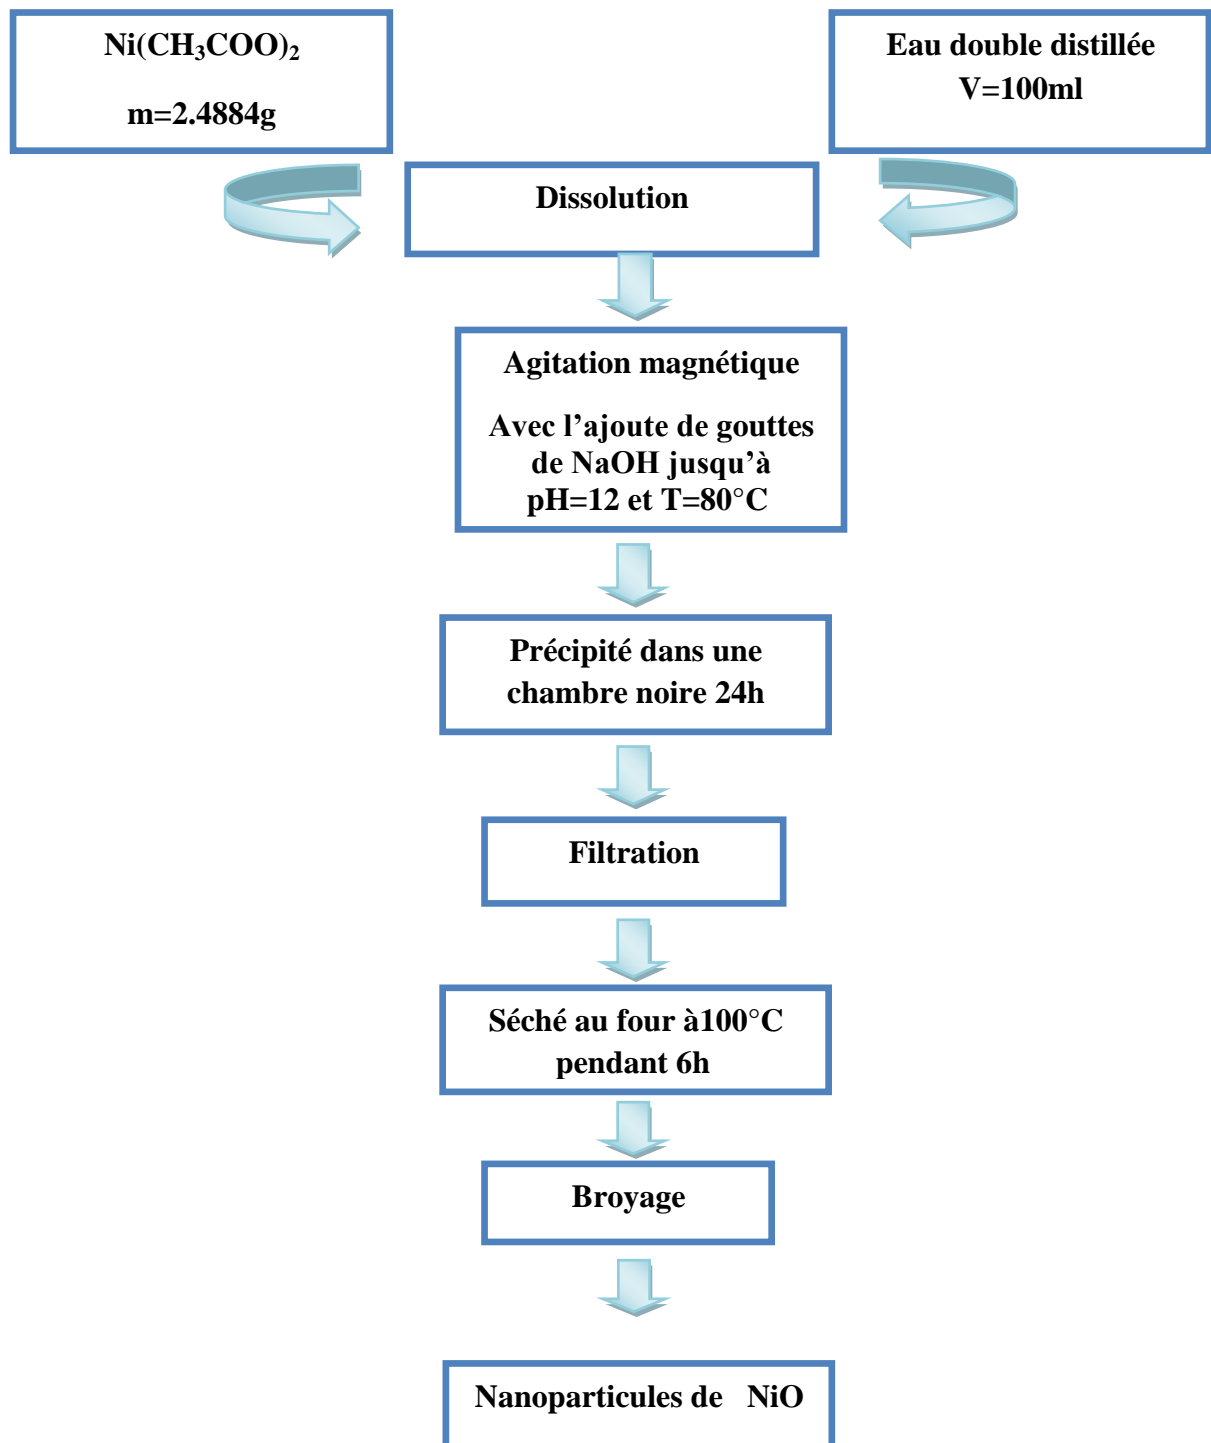 Ni(CH₃COO)₂
m=2.4884g
Eau double distillée
V=100ml
Dissolution
Agitation magnétique
Avec l’ajoute de gouttes
de NaOH jusqu’à
pH=12 et T=80°C
Précipité dans une
chambre noire 24h
Filtration
Séché au four à100°C
pendant 6h
Broyage
Nanoparticules de NiO